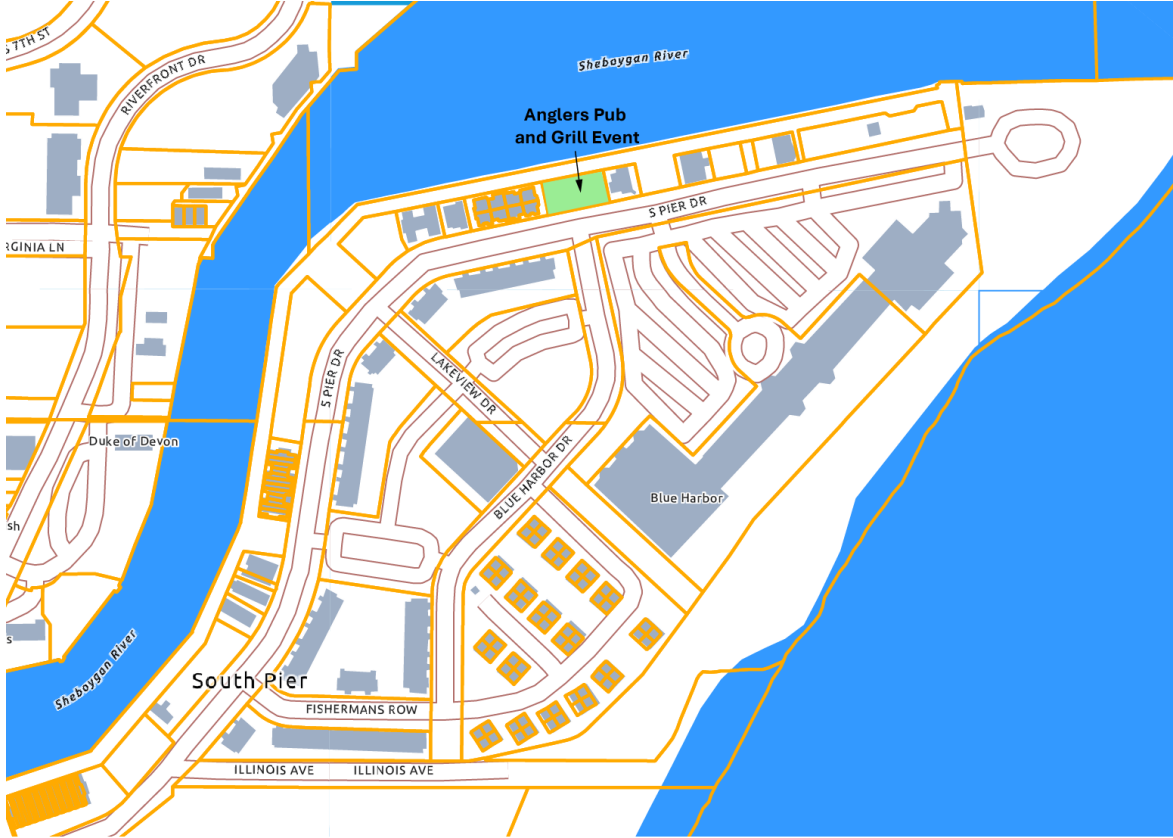 S 7TH ST
RIVERFRONT DR
Sheboygan River
Anglers Pub
and Grill Event
S PIER DR
RGINIA LN
S PIER DR
LAKEVIEW DR
Duke of Devon
BLUE HARBOR DR
Blue Harbor
sh
Sheboygan River
s
South Pier
FISHERMANS ROW
ILLINOIS AVE
ILLINOIS AVE